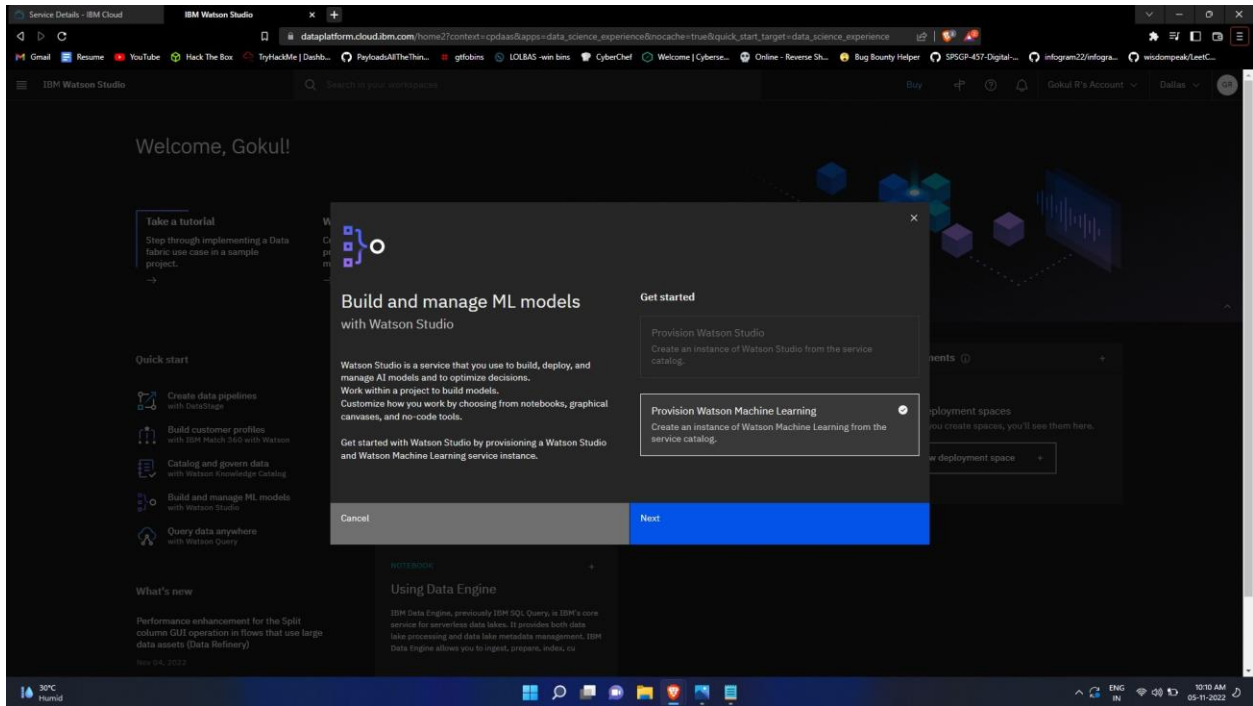 Service Details - IBM Cloud
IBM Watson Studio
dataplatform.cloud.ibm.com/home2?context=cpdaas&apps=data_science_experience&nocache=true&quick_start_target=data_science_experience
Gmail Resume YouTube Hack The Box TryHackMe | Dashb... PayloadsAllTheThin... gtfobins LOLBAS -win bins CyberChef Welcome | Cyberse... Online - Reverse Sh... Bug Bounty Helper SPSGP-457-Digital-... infogram22/infogra... wisdompeak/LeetC...
IBM Watson Studio
Search in your workspaces
Buy
Gokul R's Account
Dallas
GR
Welcome, Gokul!
Take a tutorial
Step through implementing a Data
fabric use case in a sample
project.
Build and manage ML models
with Watson Studio
Watson Studio is a service that you use to build, deploy, and
manage AI models and to optimize decisions.
Work within a project to build models.
Customize how you work by choosing from notebooks, graphical
canvases, and no-code tools.
Get started with Watson Studio by provisioning a Watson Studio
and Watson Machine Learning service instance.
Get started
Provision Watson Studio
Create an instance of Watson Studio from the service
catalog.
Provision Watson Machine Learning
Create an instance of Watson Machine Learning from the
service catalog.
Cancel
Next
Quick start
Create data pipelines
with DataStage
Build customer profiles
with IBM Match 360 with Watson
Catalog and govern data
with Watson Knowledge Catalog
Build and manage ML models
with Watson Studio
Query data anywhere
with Watson Query
ments
ployment spaces
you create spaces, you'll see them here.
w deployment space +
What's new
Performance enhancement for the Split
column GUI operation in flows that use large
data assets (Data Refinery)
Nov 04, 2022
NOTEBOOK
Using Data Engine
IBM Data Engine, previously IBM SQL Query, is IBM's core
service for serverless data lakes. It provides both data
lake processing and data lake metadata management. IBM
Data Engine allows you to ingest, prepare, index, cu
30°C
Humid
ENG
IN
10:10 AM
05-11-2022